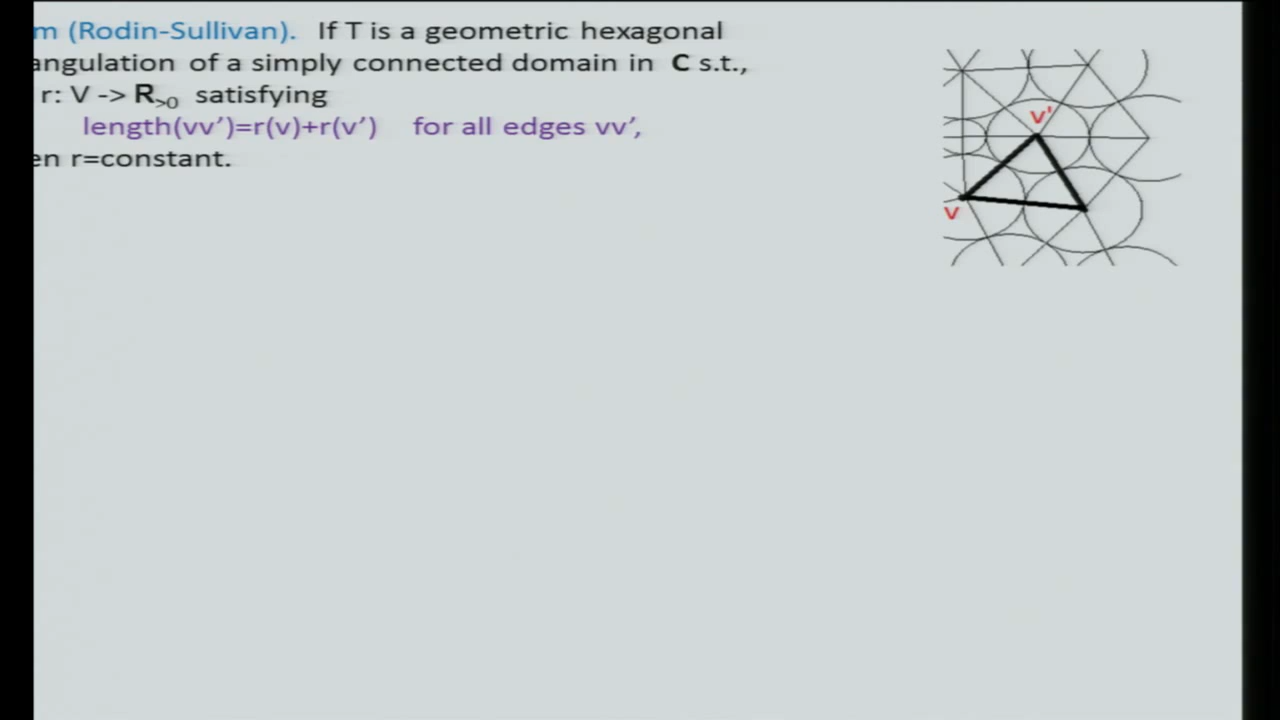 m (Rodin-Sullivan). If T is a geometric hexagonal
angulation of a simply connected domain in C s.t.,
r: V -> R>0 satisfying
length(vv')=r(v)+r(v') for all edges vv',
en r=constant.
v'
v